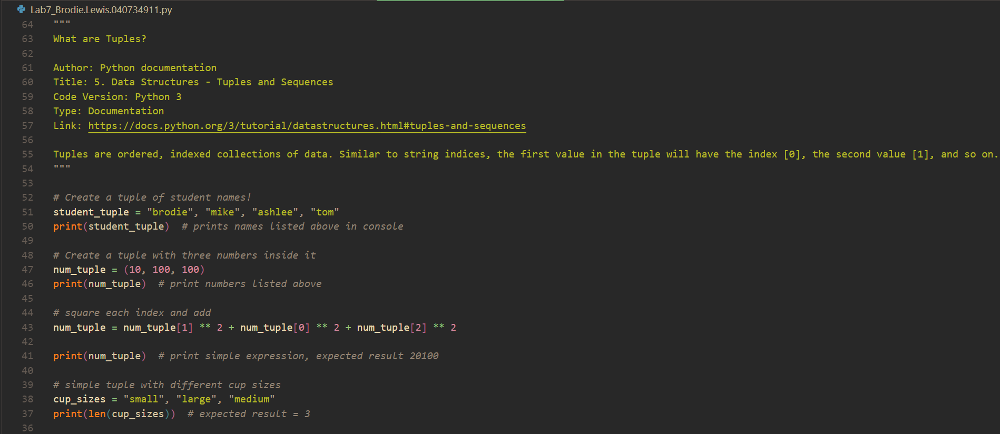 Lab7_Brodie.Lewis.040734911.py
64 """
63 What are Tuples?
62
61 Author: Python documentation
60 Title: 5. Data Structures - Tuples and Sequences
59 Code Version: Python 3
58 Type: Documentation
57 Link: https://docs.python.org/3/tutorial/datastructures.html#tuples-and-sequences
56
55 Tuples are ordered, indexed collections of data. Similar to string indices, the first value in the tuple will have the index [0], the second value [1], and so on.
54 """
53
52 # Create a tuple of student names!
51 student_tuple = "brodie", "mike", "ashlee", "tom"
50 print(student_tuple)  # prints names listed above in console
49
48 # Create a tuple with three numbers inside it
47 num_tuple = (10, 100, 100)
46 print(num_tuple)  # print numbers listed above
45
44 # square each index and add
43 num_tuple = num_tuple[1] ** 2 + num_tuple[0] ** 2 + num_tuple[2] ** 2
42
41 print(num_tuple)  # print simple expression, expected result 20100
40
39 # simple tuple with different cup sizes
38 cup_sizes = "small", "large", "medium"
37 print(len(cup_sizes))  # expected result = 3
36